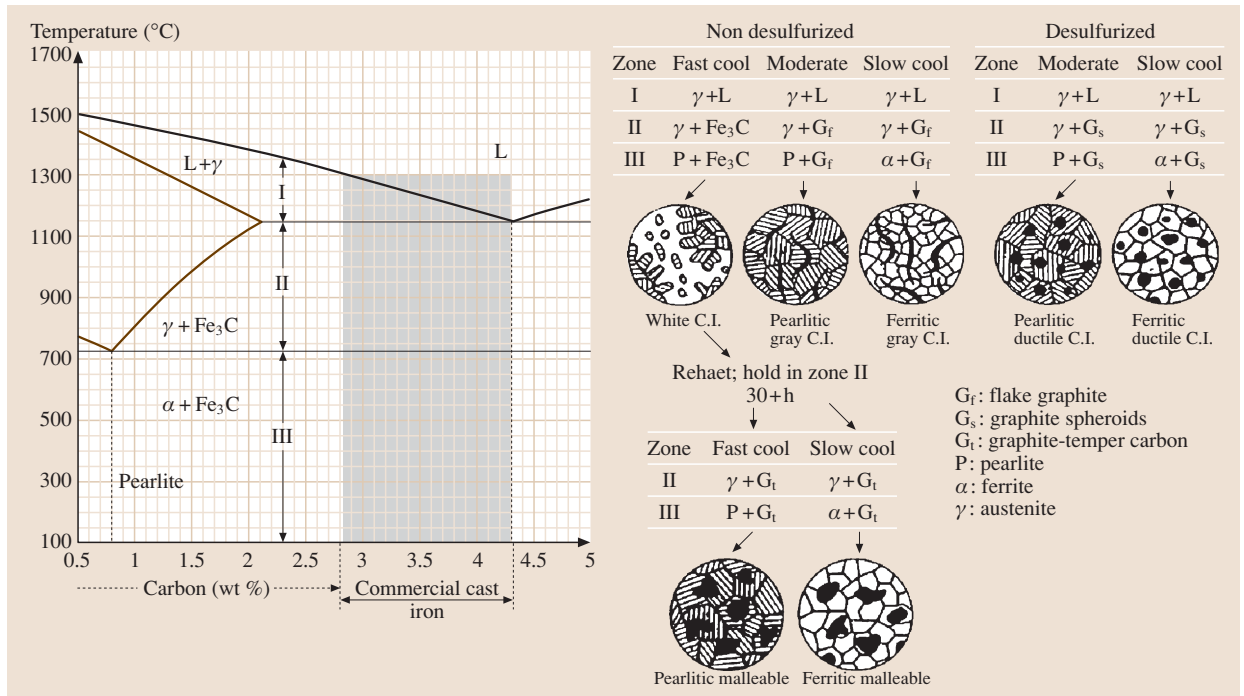 Temperature (°C)
1700
1500
1300
1100
900
700
500
300
100
0.5 1 1.5 2 2.5 3 3.5 4 4.5 5
L+γ
L
I
II
γ + Fe₃C
α + Fe₃C
III
Pearlite
Carbon (wt %)
Commercial cast
iron
Non desulfurized
Zone Fast cool Moderate Slow cool
I γ+L γ+L γ+L
II γ + Fe₃C γ+G_f γ+G_f
III P + Fe₃C P+G_f α+G_f
White C.I.
Pearlitic
gray C.I.
Ferritic
gray C.I.
Desulfurized
Zone Moderate Slow cool
I γ+L γ+L
II γ+G_s γ+G_s
III P+G_s α+G_s
Pearlitic
ductile C.I.
Ferritic
ductile C.I.
Rehaet; hold in zone II
30+h
Zone Fast cool Slow cool
II γ+G_t γ+G_t
III P+G_t α+G_t
Pearlitic malleable
Ferritic malleable
G_f: flake graphite
G_s: graphite spheroids
G_t: graphite-temper carbon
P: pearlite
α: ferrite
γ: austenite